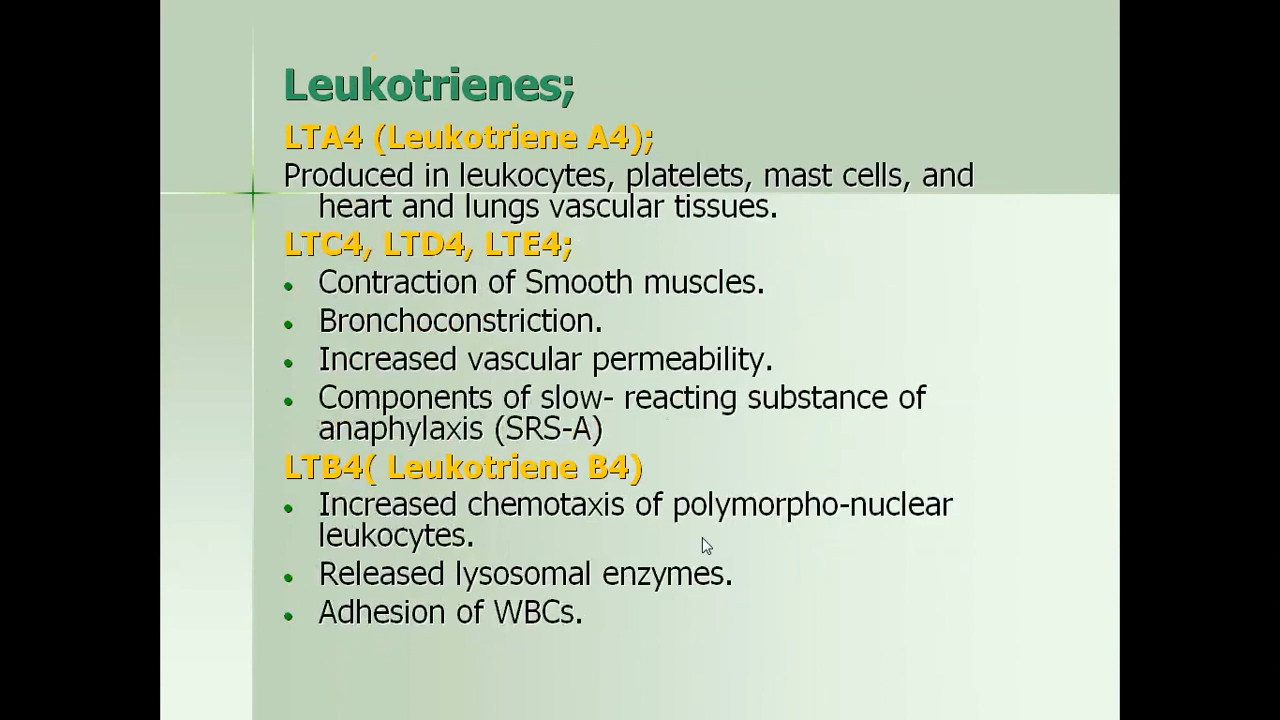 Leukotrienes;
LTA4 (Leukotriene A4);
Produced in leukocytes, platelets, mast cells, and
heart and lungs vascular tissues.
LTC4, LTD4, LTE4;
• Contraction of Smooth muscles.
• Bronchoconstriction.
• Increased vascular permeability.
• Components of slow- reacting substance of
anaphylaxis (SRS-A)
LTB4( Leukotriene B4)
• Increased chemotaxis of polymorpho-nuclear
leukocytes.
• Released lysosomal enzymes.
• Adhesion of WBCs.